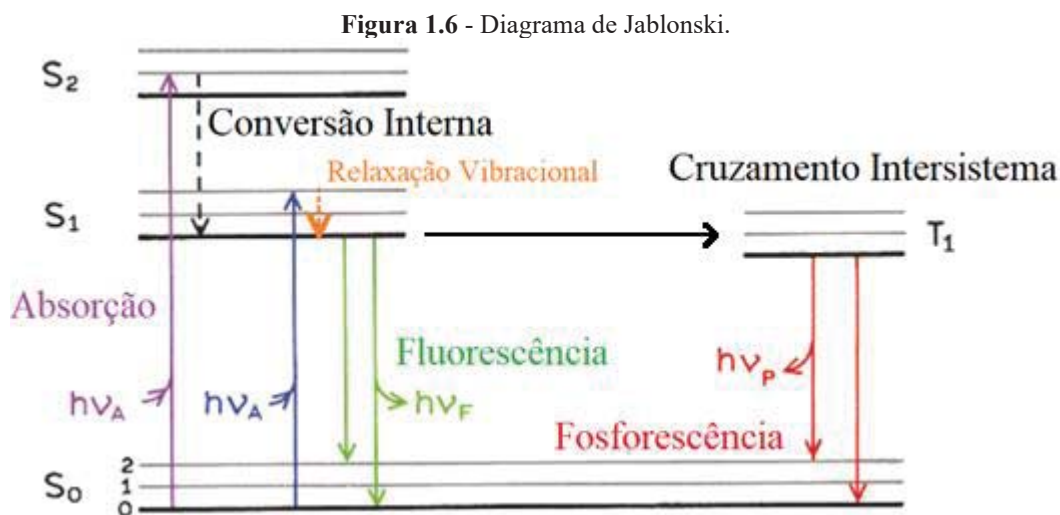 Figura 1.6 - Diagrama de Jablonski.
S2
Conversão Interna
Relaxação Vibracional
Cruzamento Intersistema
S1
T1
Absorção
Fluorescência
hνA
hνA
hνF
hνP
Fosforescência
S0
2
1
0